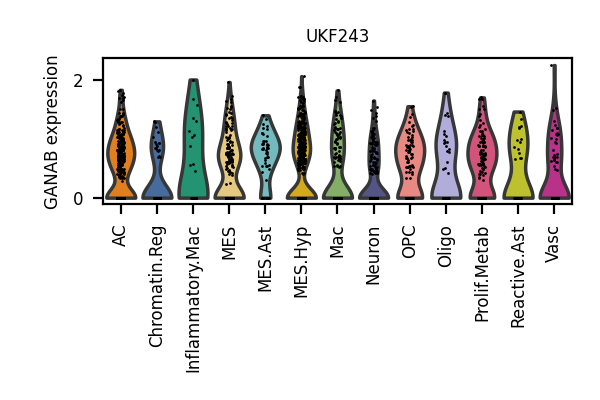 UKF243
GANAB expression
2
0
AC
Chromatin.Reg
Inflammatory.Mac
MES
MES.Ast
MES.Hyp
Mac
Neuron
OPC
Oligo
Prolif.Metab
Reactive.Ast
Vasc